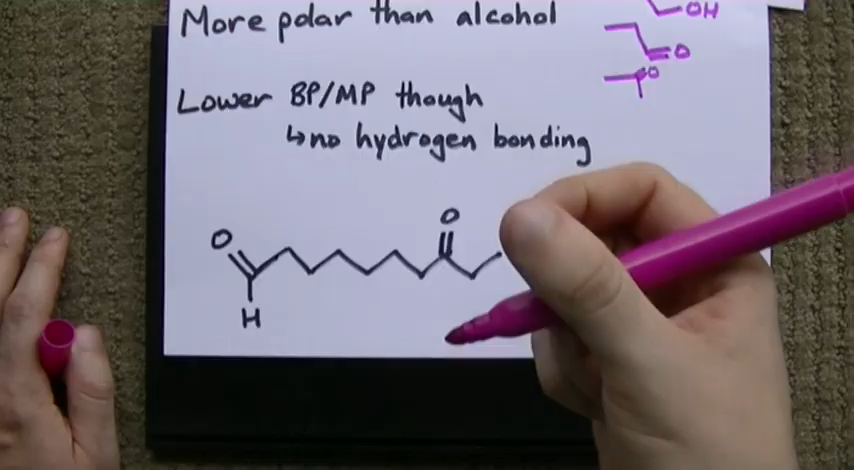 More polar than alcohol
OH
O
O
Lower BP/MP though
↳no hydrogen bonding
O
O
H